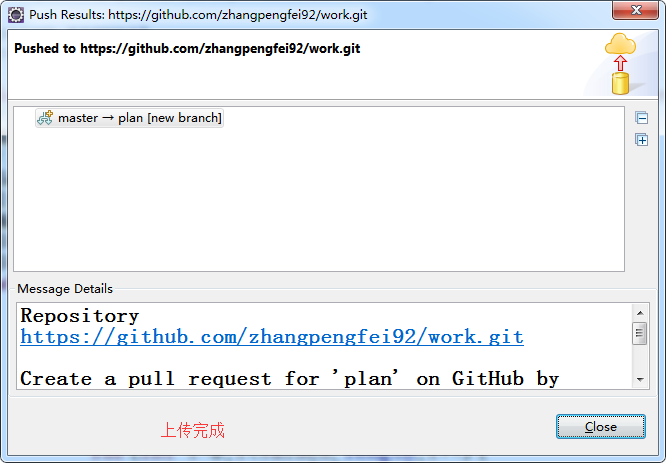 Push Results: https://github.com/zhangpengfei92/work.git
Pushed to https://github.com/zhangpengfei92/work.git
master → plan [new branch]
Message Details
Repository
https://github.com/zhangpengfei92/work.git
Create a pull request for 'plan' on GitHub by
上传完成
Close